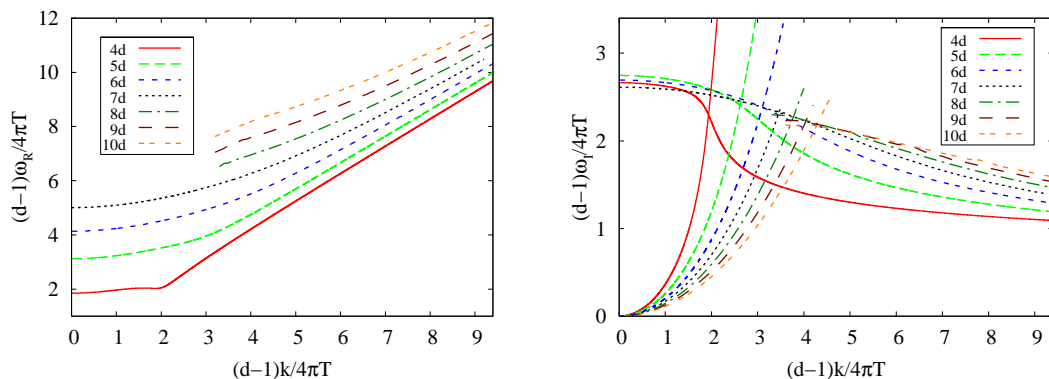 (d−1)ω_R/4πT
12
10
8
6
4
2
4d
5d
6d
7d
8d
9d
10d
0 1 2 3 4 5 6 7 8 9
(d−1)k/4πT
(d−1)ω_I/4πT
3
2
1
0
4d
5d
6d
7d
8d
9d
10d
0 1 2 3 4 5 6 7 8 9
(d−1)k/4πT